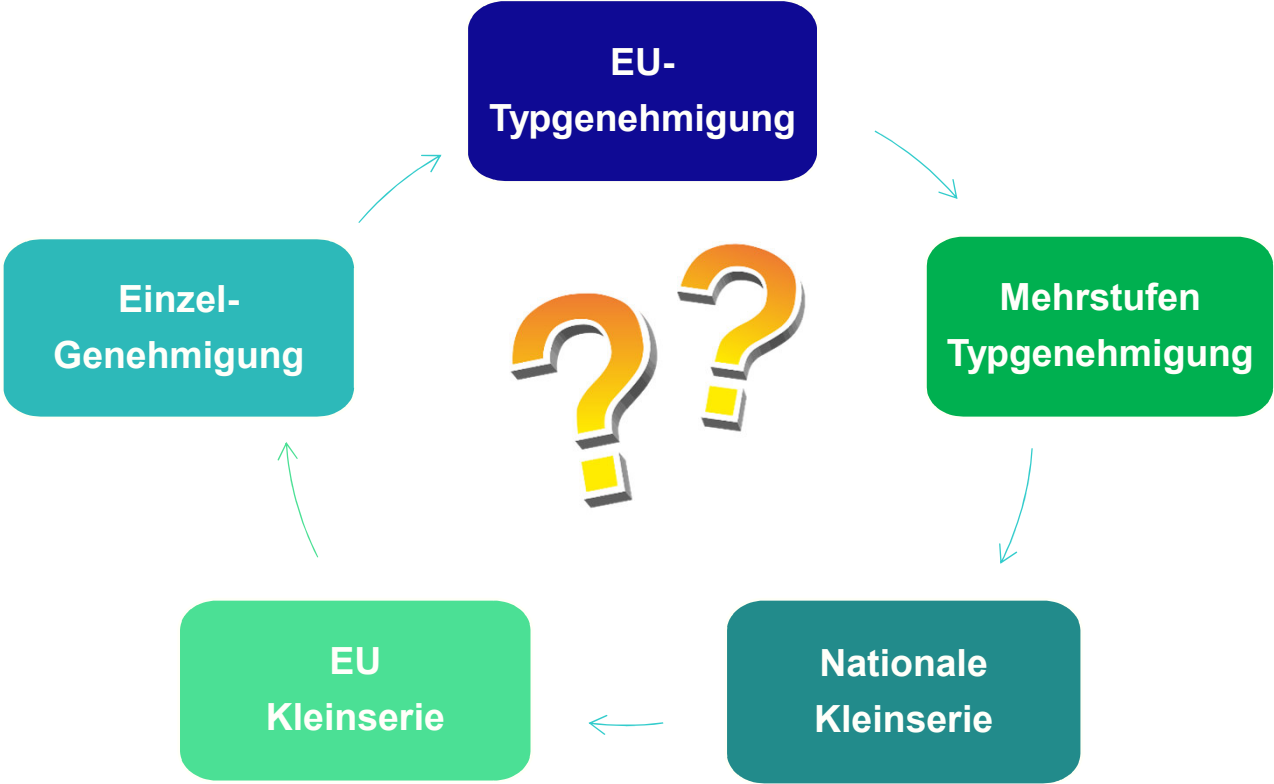 EU-
Typgenehmigung
Mehrstufen
Typgenehmigung
Nationale
Kleinserie
EU
Kleinserie
Einzel-
Genehmigung